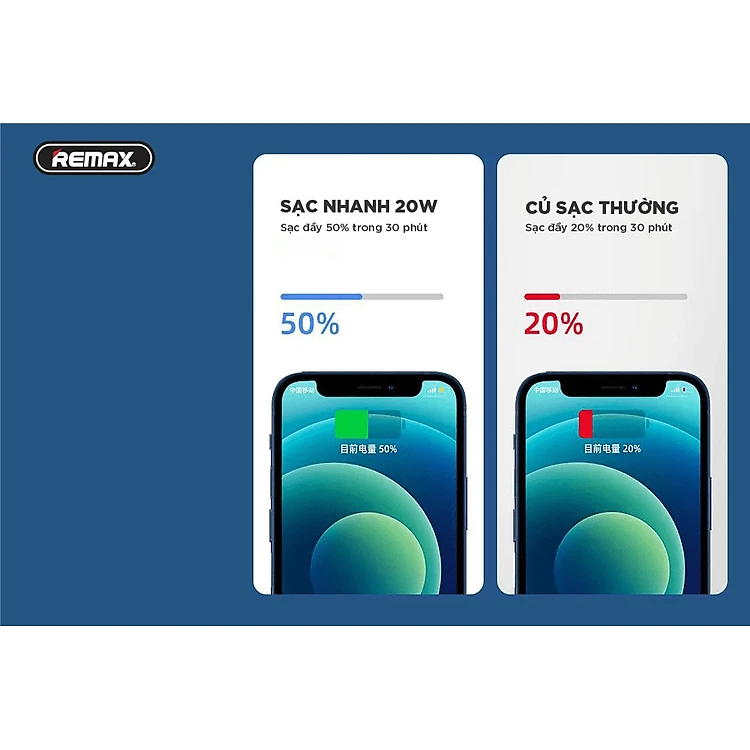 REMAX
SẠC NHANH 20W
Sạc đầy 50% trong 30 phút
50%
中国移动
目前电量 50%
CỦ SẠC THƯỜNG
Sạc đầy 20% trong 30 phút
20%
中国移动
目前电量 20%